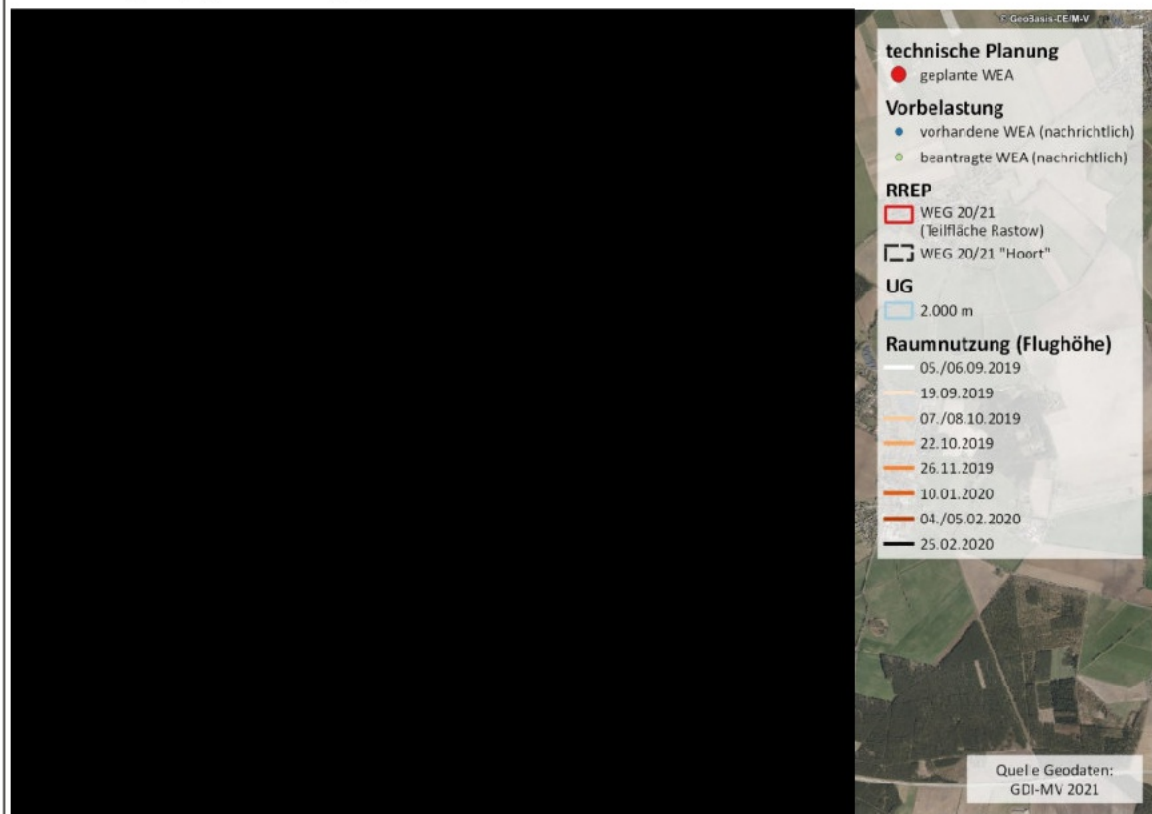 © GeoBasis-DE/M-V
technische Planung
geplante WEA
Vorbelastung
vorhandene WEA (nachrichtlich)
beantragte WEA (nachrichtlich)
RREP
WEG 20/21
(Teilfläche Rastow)
WEG 20/21 "Hoort"
UG
2.000 m
Raumnutzung (Flughöhe)
05./06.09.2019
19.09.2019
07./08.10.2019
22.10.2019
26.11.2019
10.01.2020
04./05.02.2020
25.02.2020
Quelle Geodaten:
GDI-MV 2021